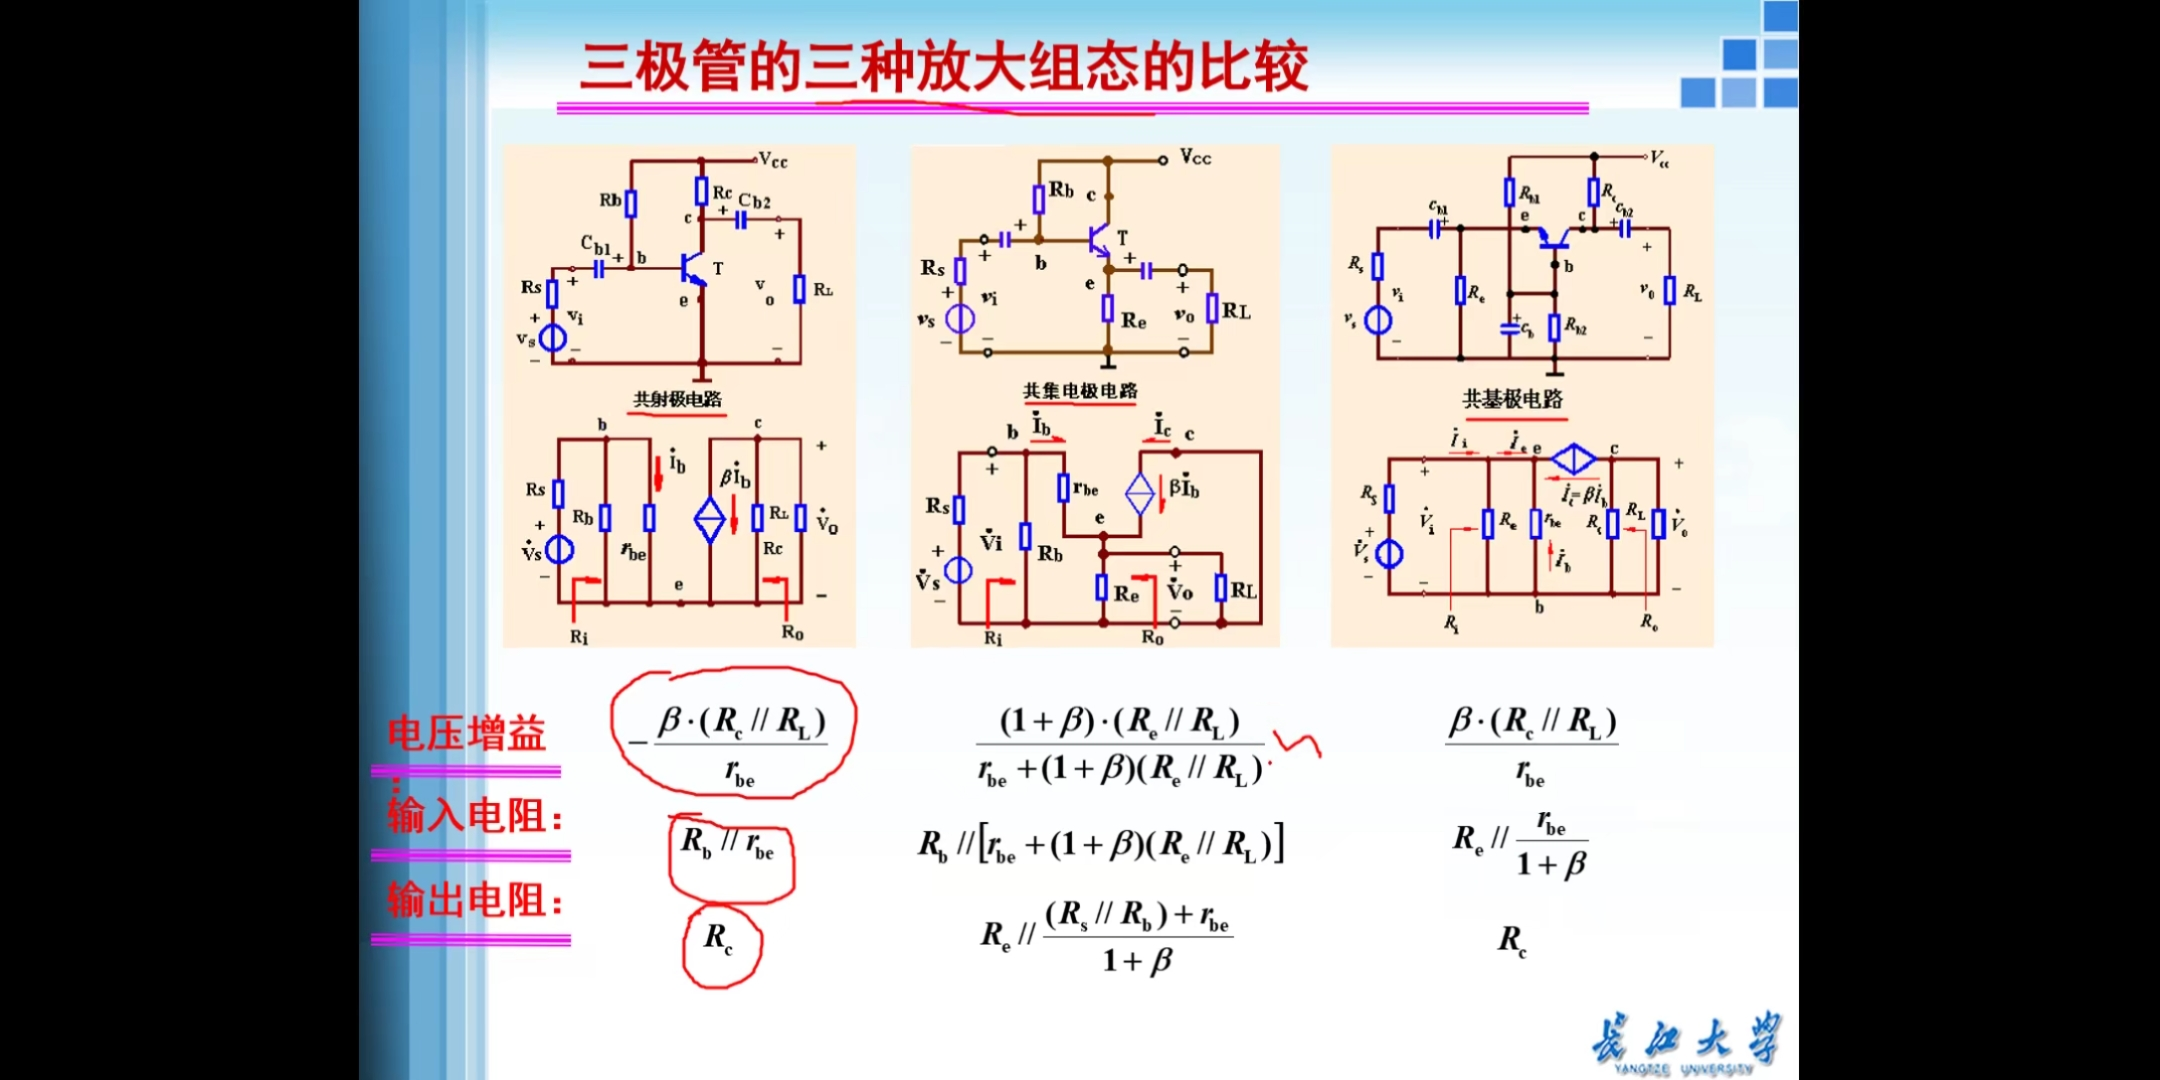 三极管的三种放大组态的比较
Vcc
Rb
Rc
+
Cb2
c
+
Cb1
+
b
T
Rs
+
vi
e
v
o
RL
+
vs
−
−
−
共射极电路
Vcc
Rb
c
+
T
+
b
+
Rs
+
vi
e
+
vs
Re
vo
RL
−
−
−
共集电极电路
Vcc
Rb1
Rc
Cb1
+
e
c
Cb2
+
+
b
Rs
vi
Re
vo
RL
vs
+
Cb
Rb2
−
−
共基极电路
b
c
+
İb
βİb
Rs
Rb
rbe
RL
Rc
V̇o
+
V̇s
−
e
−
Ri
Ro
b
İb
İc
c
+
rbe
βİb
Rs
e
V̇i
Rb
+
+
V̇s
Re
V̇o
RL
−
−
Ri
Ro
İi
İe
e
c
+
+
İc=βİb
Rs
V̇i
Re
rbe
Rc
RL
V̇o
+
V̇s
İb
−
−
−
b
Ri
Ro
电压增益
：
− β·(Rc // RL) / rbe
(1+β)·(Re // RL) / rbe+(1+β)(Re // RL)
β·(Rc // RL) / rbe
输入电阻：
Rb // rbe
Rb //[rbe+(1+β)(Re // RL)]
Re // rbe / 1+β
输出电阻：
Rc
Re // (Rs // Rb)+rbe / 1+β
Rc
长江大学
YANGTZE UNIVERSITY